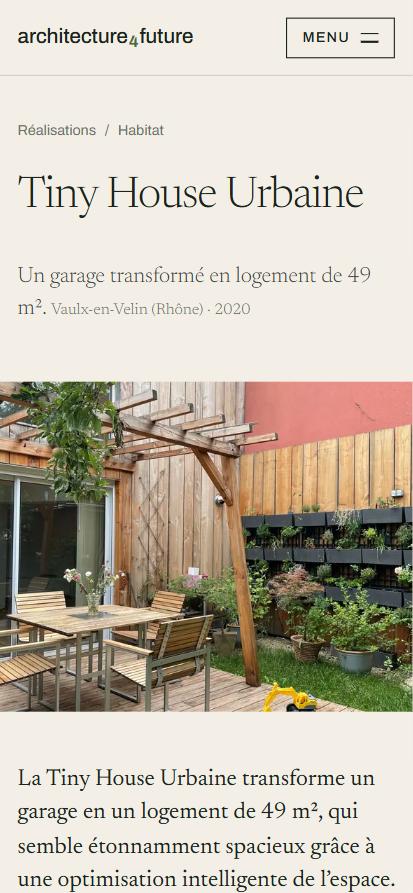 architecture4future
MENU
Réalisations / Habitat
Tiny House Urbaine
Un garage transformé en logement de 49
m². Vaulx-en-Velin (Rhône) · 2020
La Tiny House Urbaine transforme un
garage en un logement de 49 m², qui
semble étonnamment spacieux grâce à
une optimisation intelligente de l’espace.